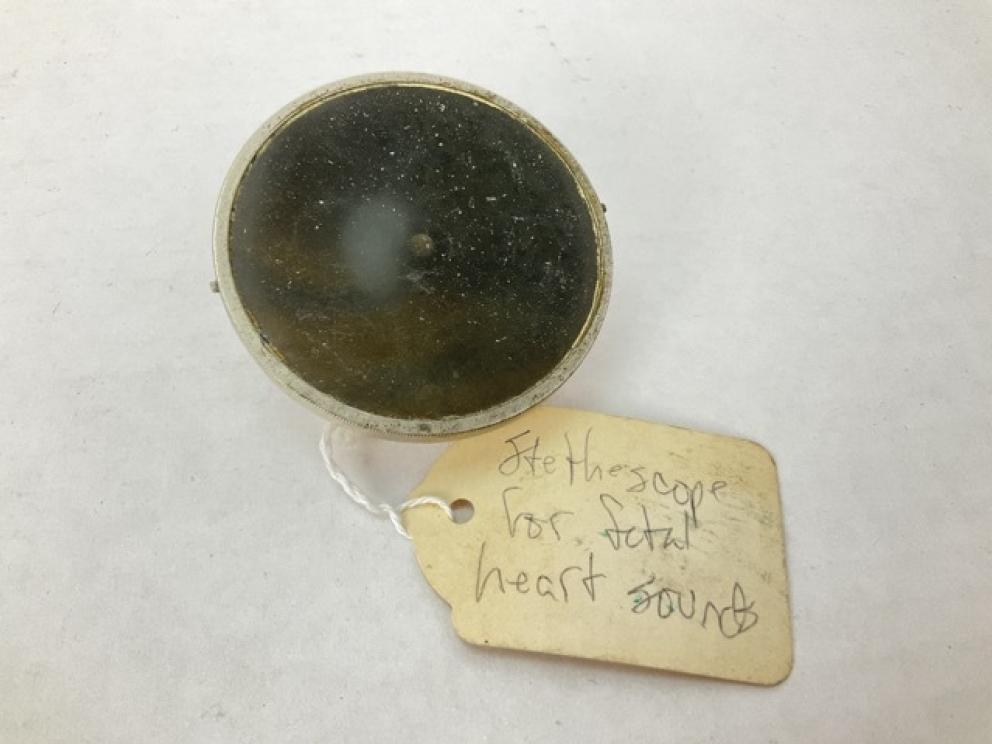 Stethescope
for fetal
heart sounds